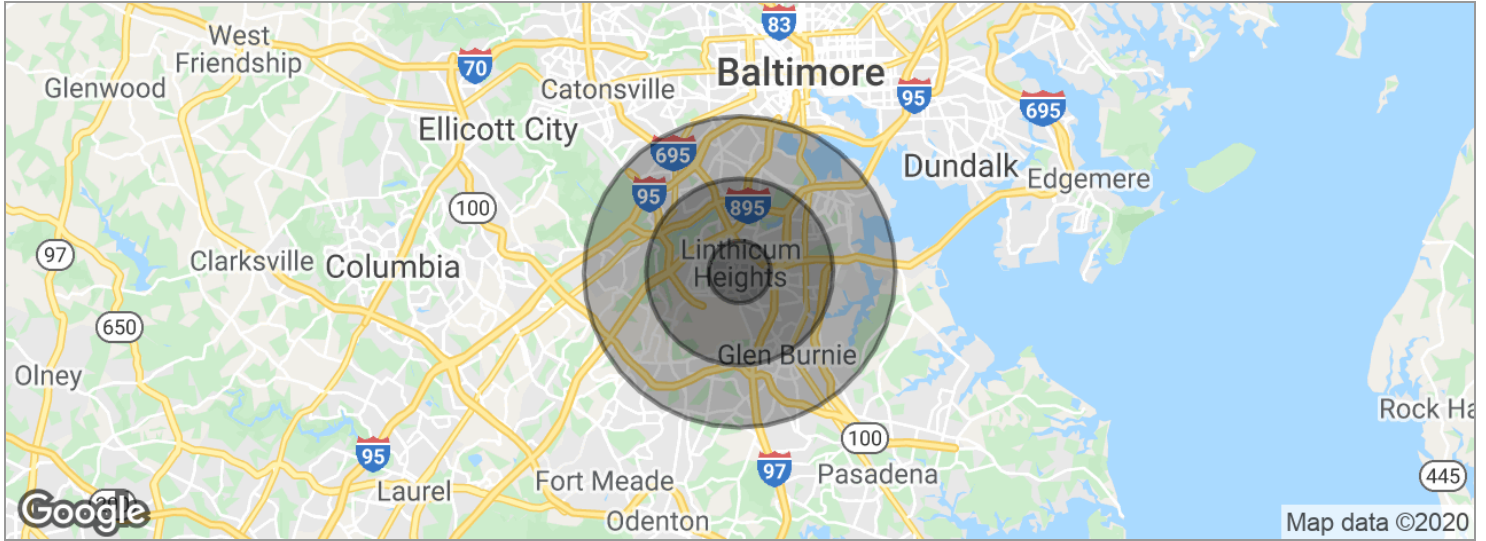 83
West
Friendship
70
Baltimore
Glenwood
Catonsville
95
695
Ellicott City
695
Dundalk
Edgemere
95
100
895
Linthicum
Heights
97
Clarksville
Columbia
650
Glen Burnie
Olney
Rock Ha
100
95
97
Pasadena
445
Fort Meade
Laurel
Google
Odenton
Map data ©2020